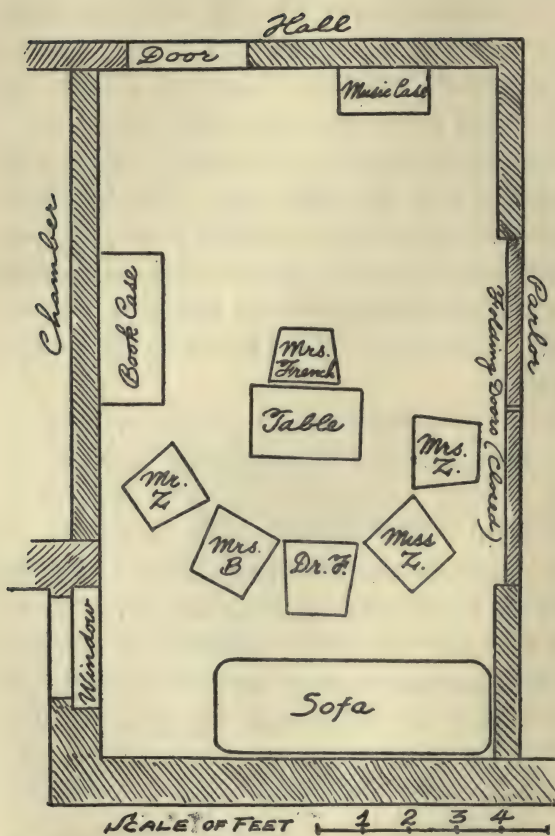 Hall
Door
Music Case
Chamber
Book Case
Parlor
Folding Doors (Closed).
Mrs.
French
Table
Mrs.
Z.
Mr.
Z
Mrs.
B
Dr. F.
Miss
Z.
Window
Sofa
SCALE OF FEET 1 2 3 4